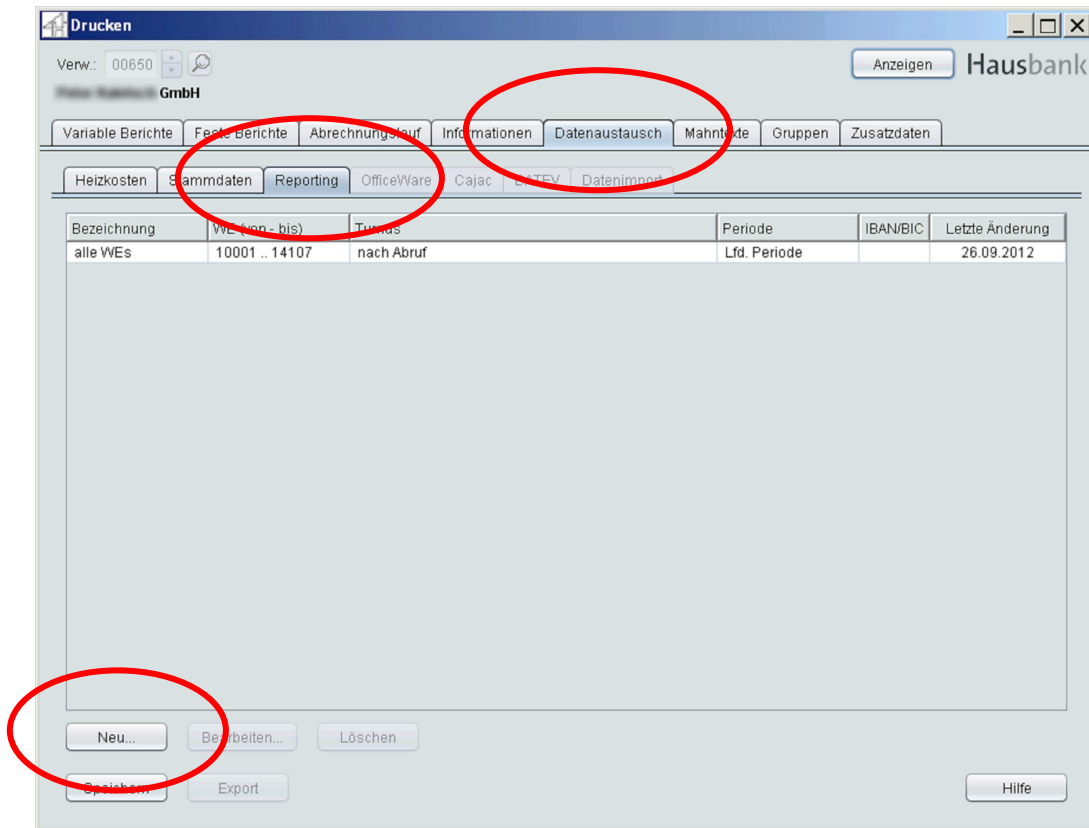 Drucken
Verw.: 00650
Anzeigen
Hausbank
GmbH
Variable Berichte Feste Berichte Abrechnungslauf Informationen Datenaustausch Mahntexte Gruppen Zusatzdaten
Heizkosten Stammdaten Reporting OfficeWare Cajac DATEV Datenimport
Bezeichnung WE (von - bis) Turnus Periode IBAN/BIC Letzte Änderung
alle WEs 10001 .. 14107 nach Abruf Lfd. Periode 26.09.2012
Neu... Bearbeiten... Löschen
Speichern Export Hilfe